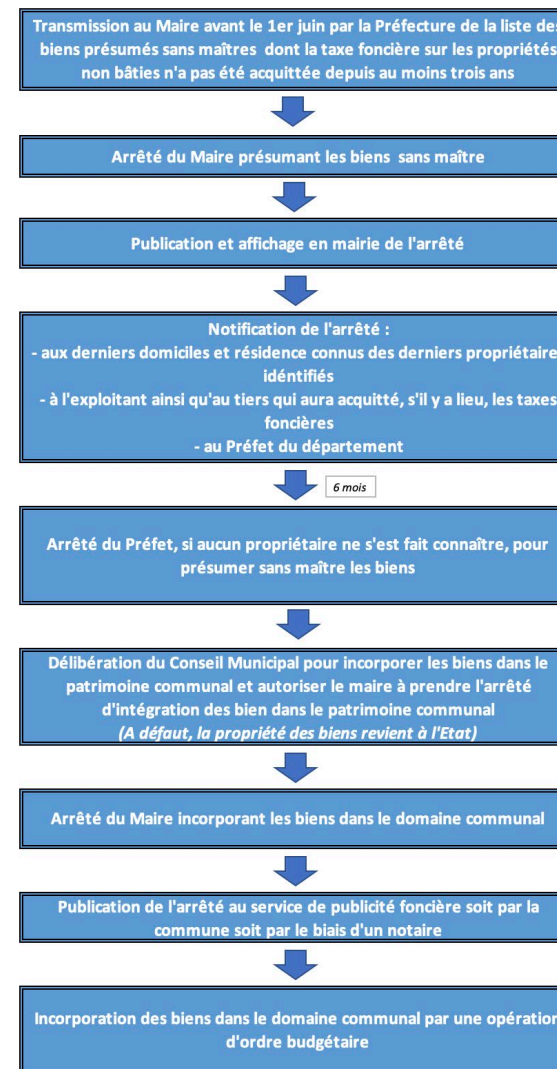 Transmission au Maire avant le 1er juin par la Préfecture de la liste des
biens présumés sans maîtres dont la taxe foncière sur les propriétés
non bâties n'a pas été acquittée depuis au moins trois ans
Arrêté du Maire présumant les biens sans maître
Publication et affichage en mairie de l'arrêté
Notification de l'arrêté :
- aux derniers domiciles et résidence connus des derniers propriétaire
idéntifiés
- à l'exploitant ainsi qu'au tiers qui aura acquitté, s'il y a lieu, les taxes
foncières
- au Préfet du département
6 mois
Arrêté du Préfet, si aucun propriétaire ne s'est fait connaître, pour
présumer sans maître les biens
Délibération du Conseil Municipal pour incorporer les biens dans le
patrimoine communal et autoriser le maire à prendre l'arrêté
d'intégration des bien dans le patrimoine communal
(A défaut, la propriété des biens revient à l'Etat)
Arrêté du Maire incorporant les biens dans le domaine communal
Publication de l'arrêté au service de publicité foncière soit par la
commune soit par le biais d'un notaire
Incorporation des biens dans le domaine communal par une opération
d'ordre budgétaire